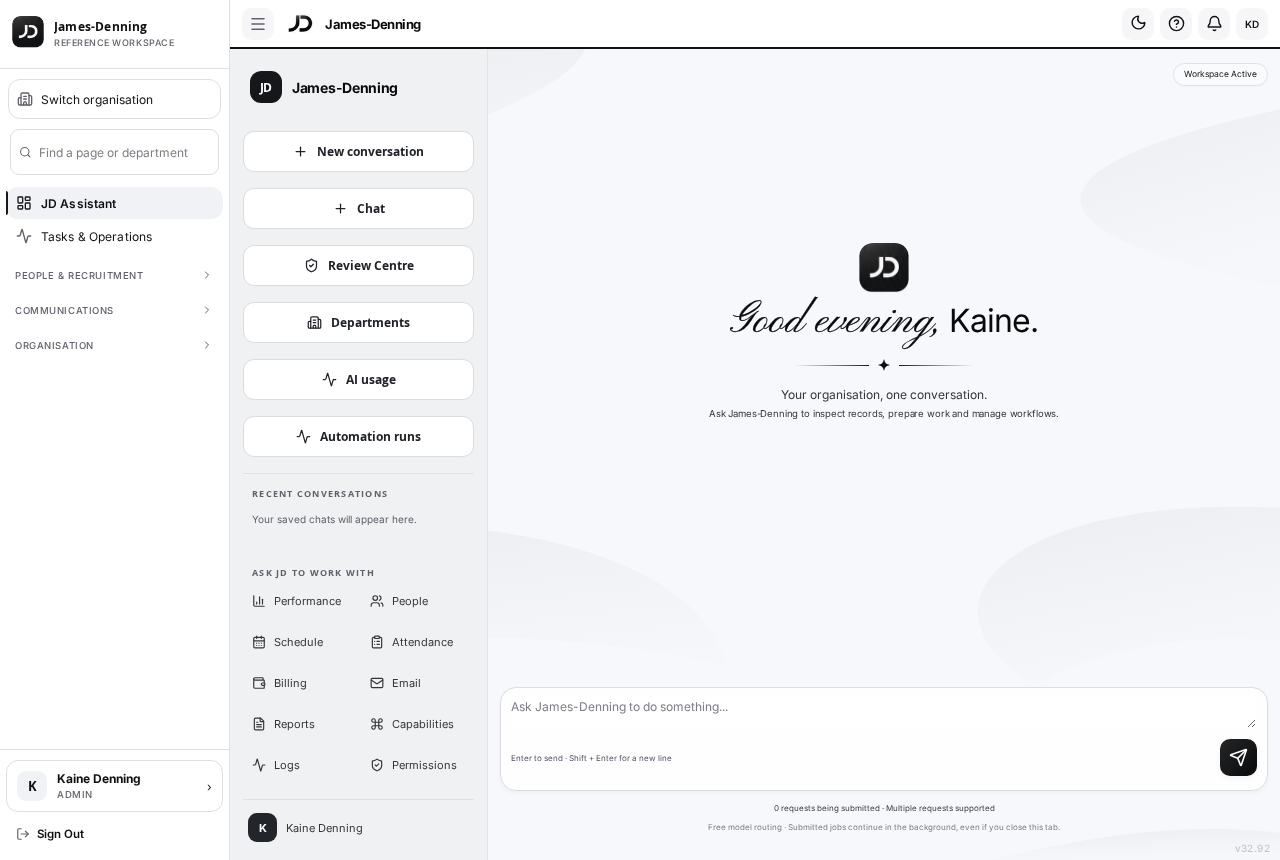 JD
James-Denning
REFERENCE WORKSPACE
Switch organisation
Find a page or department
JD Assistant
Tasks & Operations
PEOPLE & RECRUITMENT
COMMUNICATIONS
ORGANISATION
K
Kaine Denning
ADMIN
Sign Out
JD
James-Denning
KD
JD
James-Denning
New conversation
Chat
Review Centre
Departments
AI usage
Automation runs
RECENT CONVERSATIONS
Your saved chats will appear here.
ASK JD TO WORK WITH
Performance
People
Schedule
Attendance
Billing
Email
Reports
Capabilities
Logs
Permissions
K
Kaine Denning
Workspace Active
JD
Good evening, Kaine.
Your organisation, one conversation.
Ask James-Denning to inspect records, prepare work and manage workflows.
Ask James-Denning to do something...
Enter to send · Shift + Enter for a new line
0 requests being submitted · Multiple requests supported
Free model routing · Submitted jobs continue in the background, even if you close this tab.
v32.92